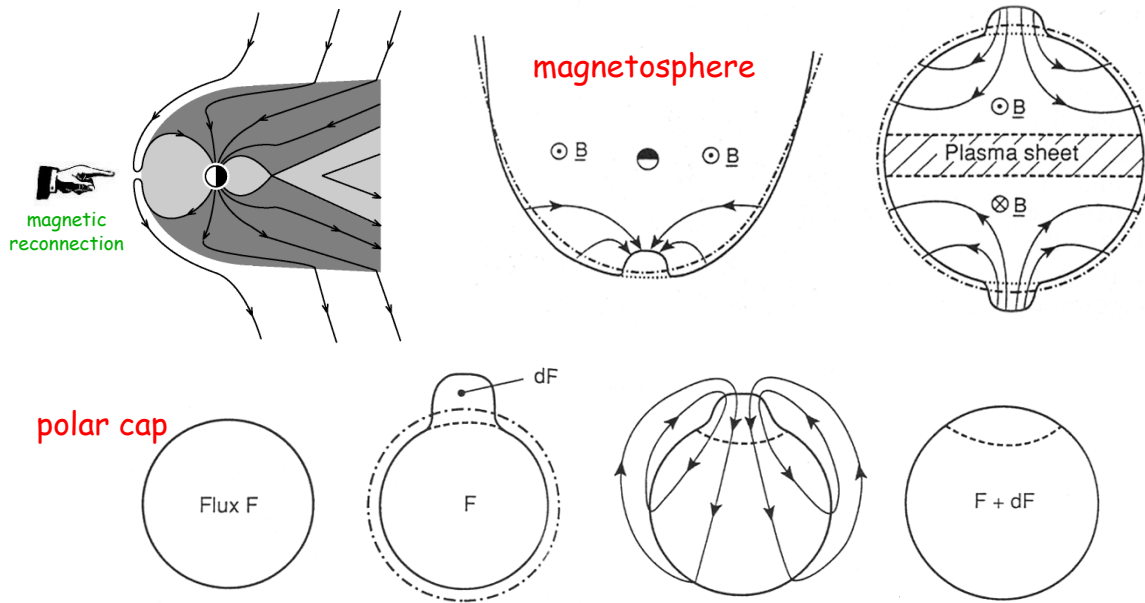 magnetic
reconnection
magnetosphere
⊙ B
⊙ B
⊙ B
Plasma sheet
⊗ B
polar cap
Flux F
dF
F
F + dF